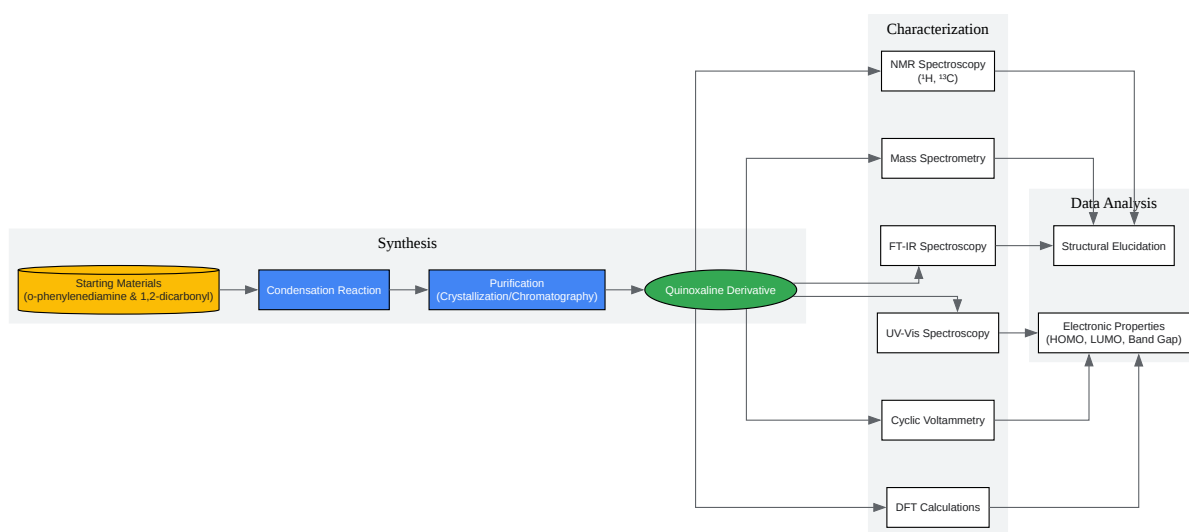 Synthesis
Starting Materials
(o-phenylenediamine & 1,2-dicarbonyl)
Condensation Reaction
Purification
(Crystallization/Chromatography)
Quinoxaline Derivative
Characterization
NMR Spectroscopy
(¹H, ¹³C)
Mass Spectrometry
FT-IR Spectroscopy
UV-Vis Spectroscopy
Cyclic Voltammetry
DFT Calculations
Data Analysis
Structural Elucidation
Electronic Properties
(HOMO, LUMO, Band Gap)